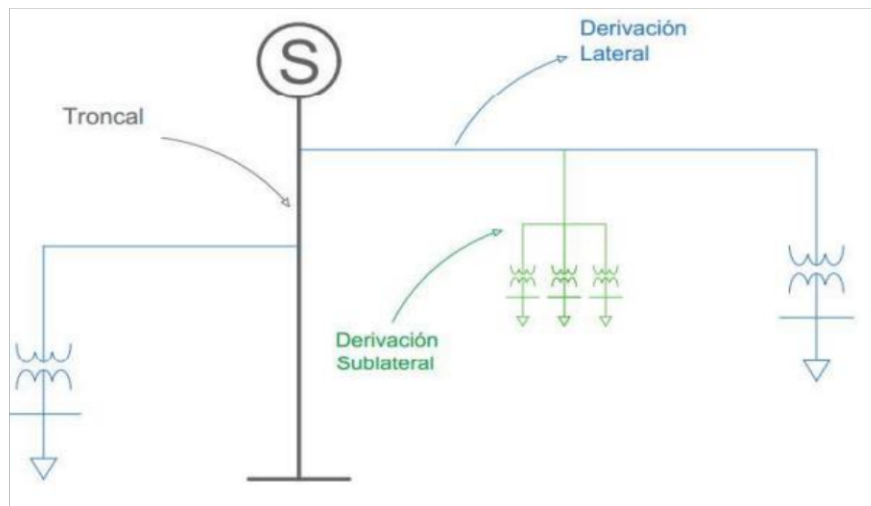 Derivación
Lateral
S
Troncal
Derivación
Sublateral